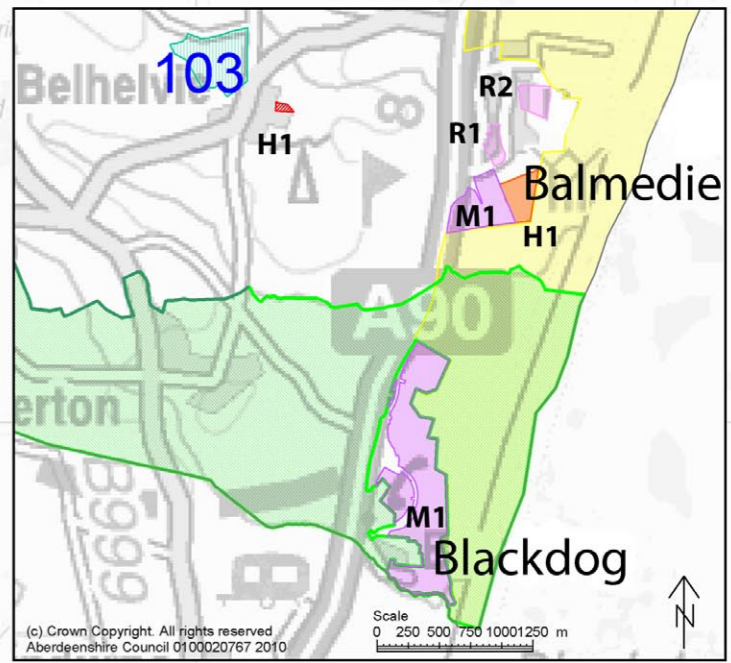 103
Belhelvie
H1
R2
R1
Balmedie
M1
H1
A90
erton
B999
M1
Blackdog
(c) Crown Copyright. All rights reserved
Aberdeenshire Council 0100020767 2010
Scale
0 250 500 750 1000 1250 m
N